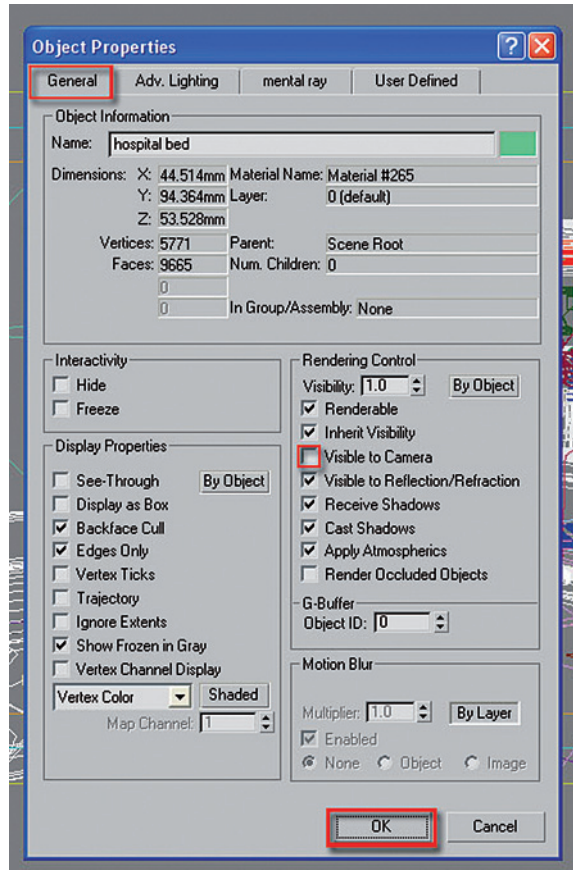 Object Properties
General Adv. Lighting mental ray User Defined
Object Information
Name: hospital bed
Dimensions: X: 44.514mm Material Name: Material #265
Y: 94.364mm Layer: 0 (default)
Z: 53.528mm
Vertices: 5771 Parent: Scene Root
Faces: 9665 Num. Children: 0
0
0 In Group/Assembly: None
Interactivity
Hide
Freeze
Display Properties
See-Through By Object
Display as Box
Backface Cull
Edges Only
Vertex Ticks
Trajectory
Ignore Extents
Show Frozen in Gray
Vertex Channel Display
Vertex Color Shaded
Map Channel: 1
Rendering Control
Visibility: 1.0 By Object
Renderable
Inherit Visibility
Visible to Camera
Visible to Reflection/Refraction
Receive Shadows
Cast Shadows
Apply Atmospherics
Render Occluded Objects
G-Buffer
Object ID: 0
Motion Blur
Multiplier: 1.0 By Layer
Enabled
None Object Image
OK Cancel